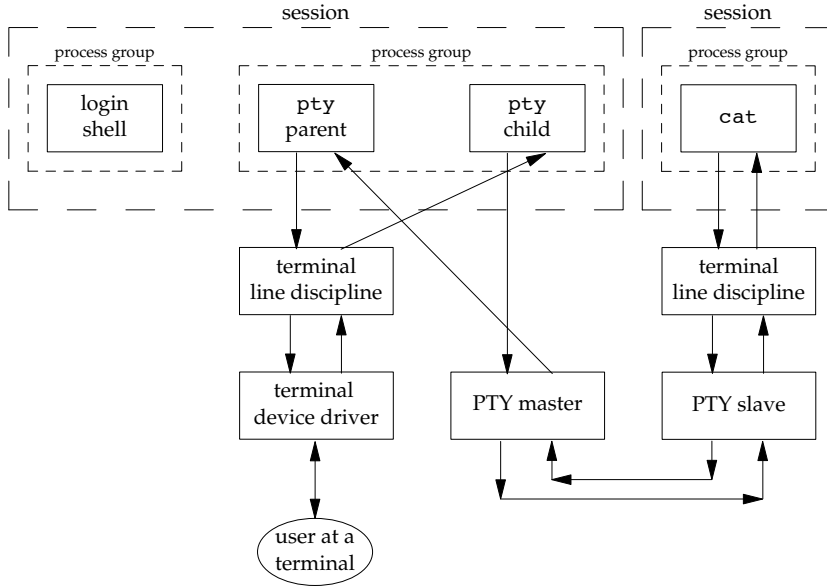 session
session
process group
process group
process group
login
shell
pty
parent
pty
child
cat
terminal
line discipline
terminal
line discipline
terminal
device driver
PTY master
PTY slave
user at a
terminal